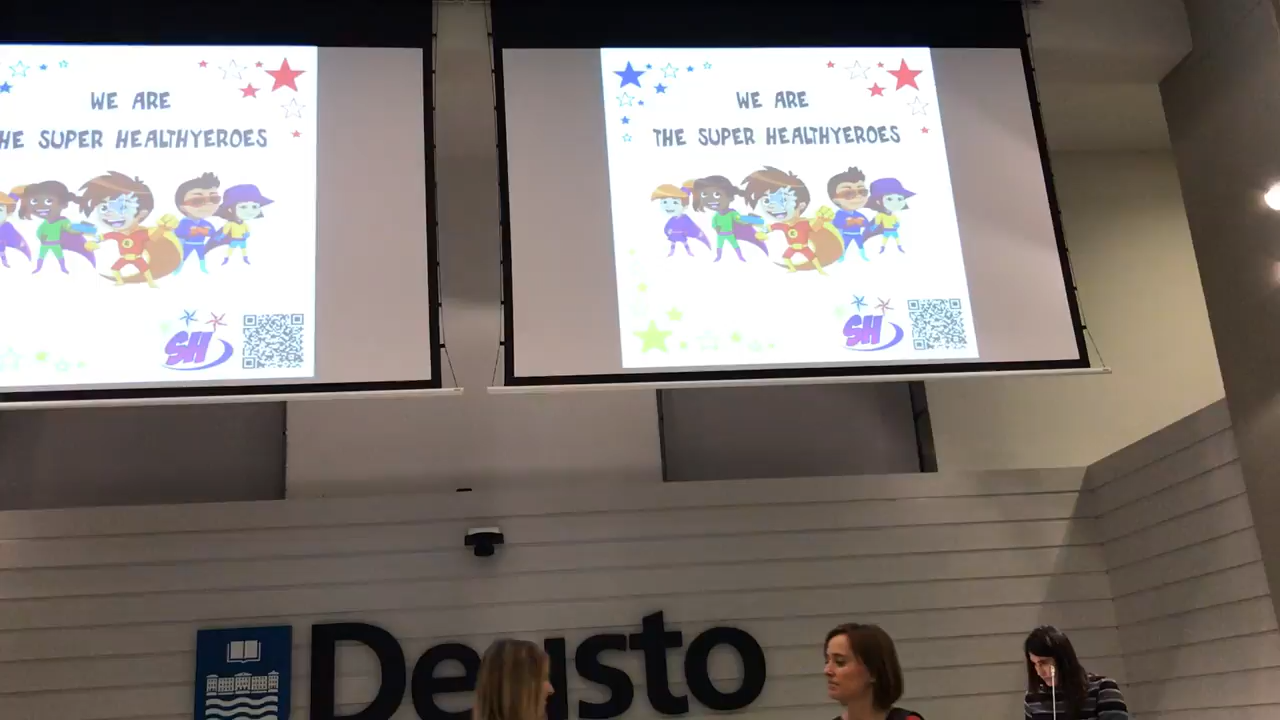 WE ARE
HE SUPER HEALTHYEROES
SH
WE ARE
THE SUPER HEALTHYEROES
SH
Deusto